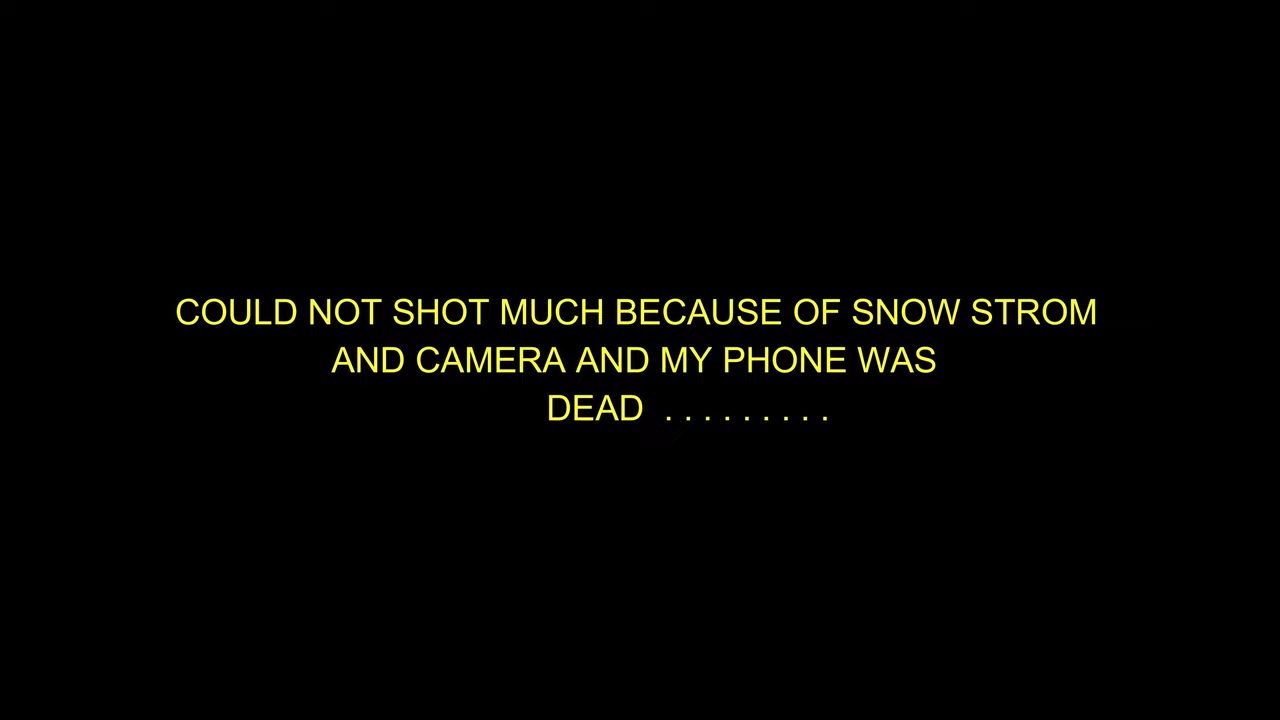 COULD NOT SHOT MUCH BECAUSE OF SNOW STROM
AND CAMERA AND MY PHONE WAS
DEAD . . . . . . . . .